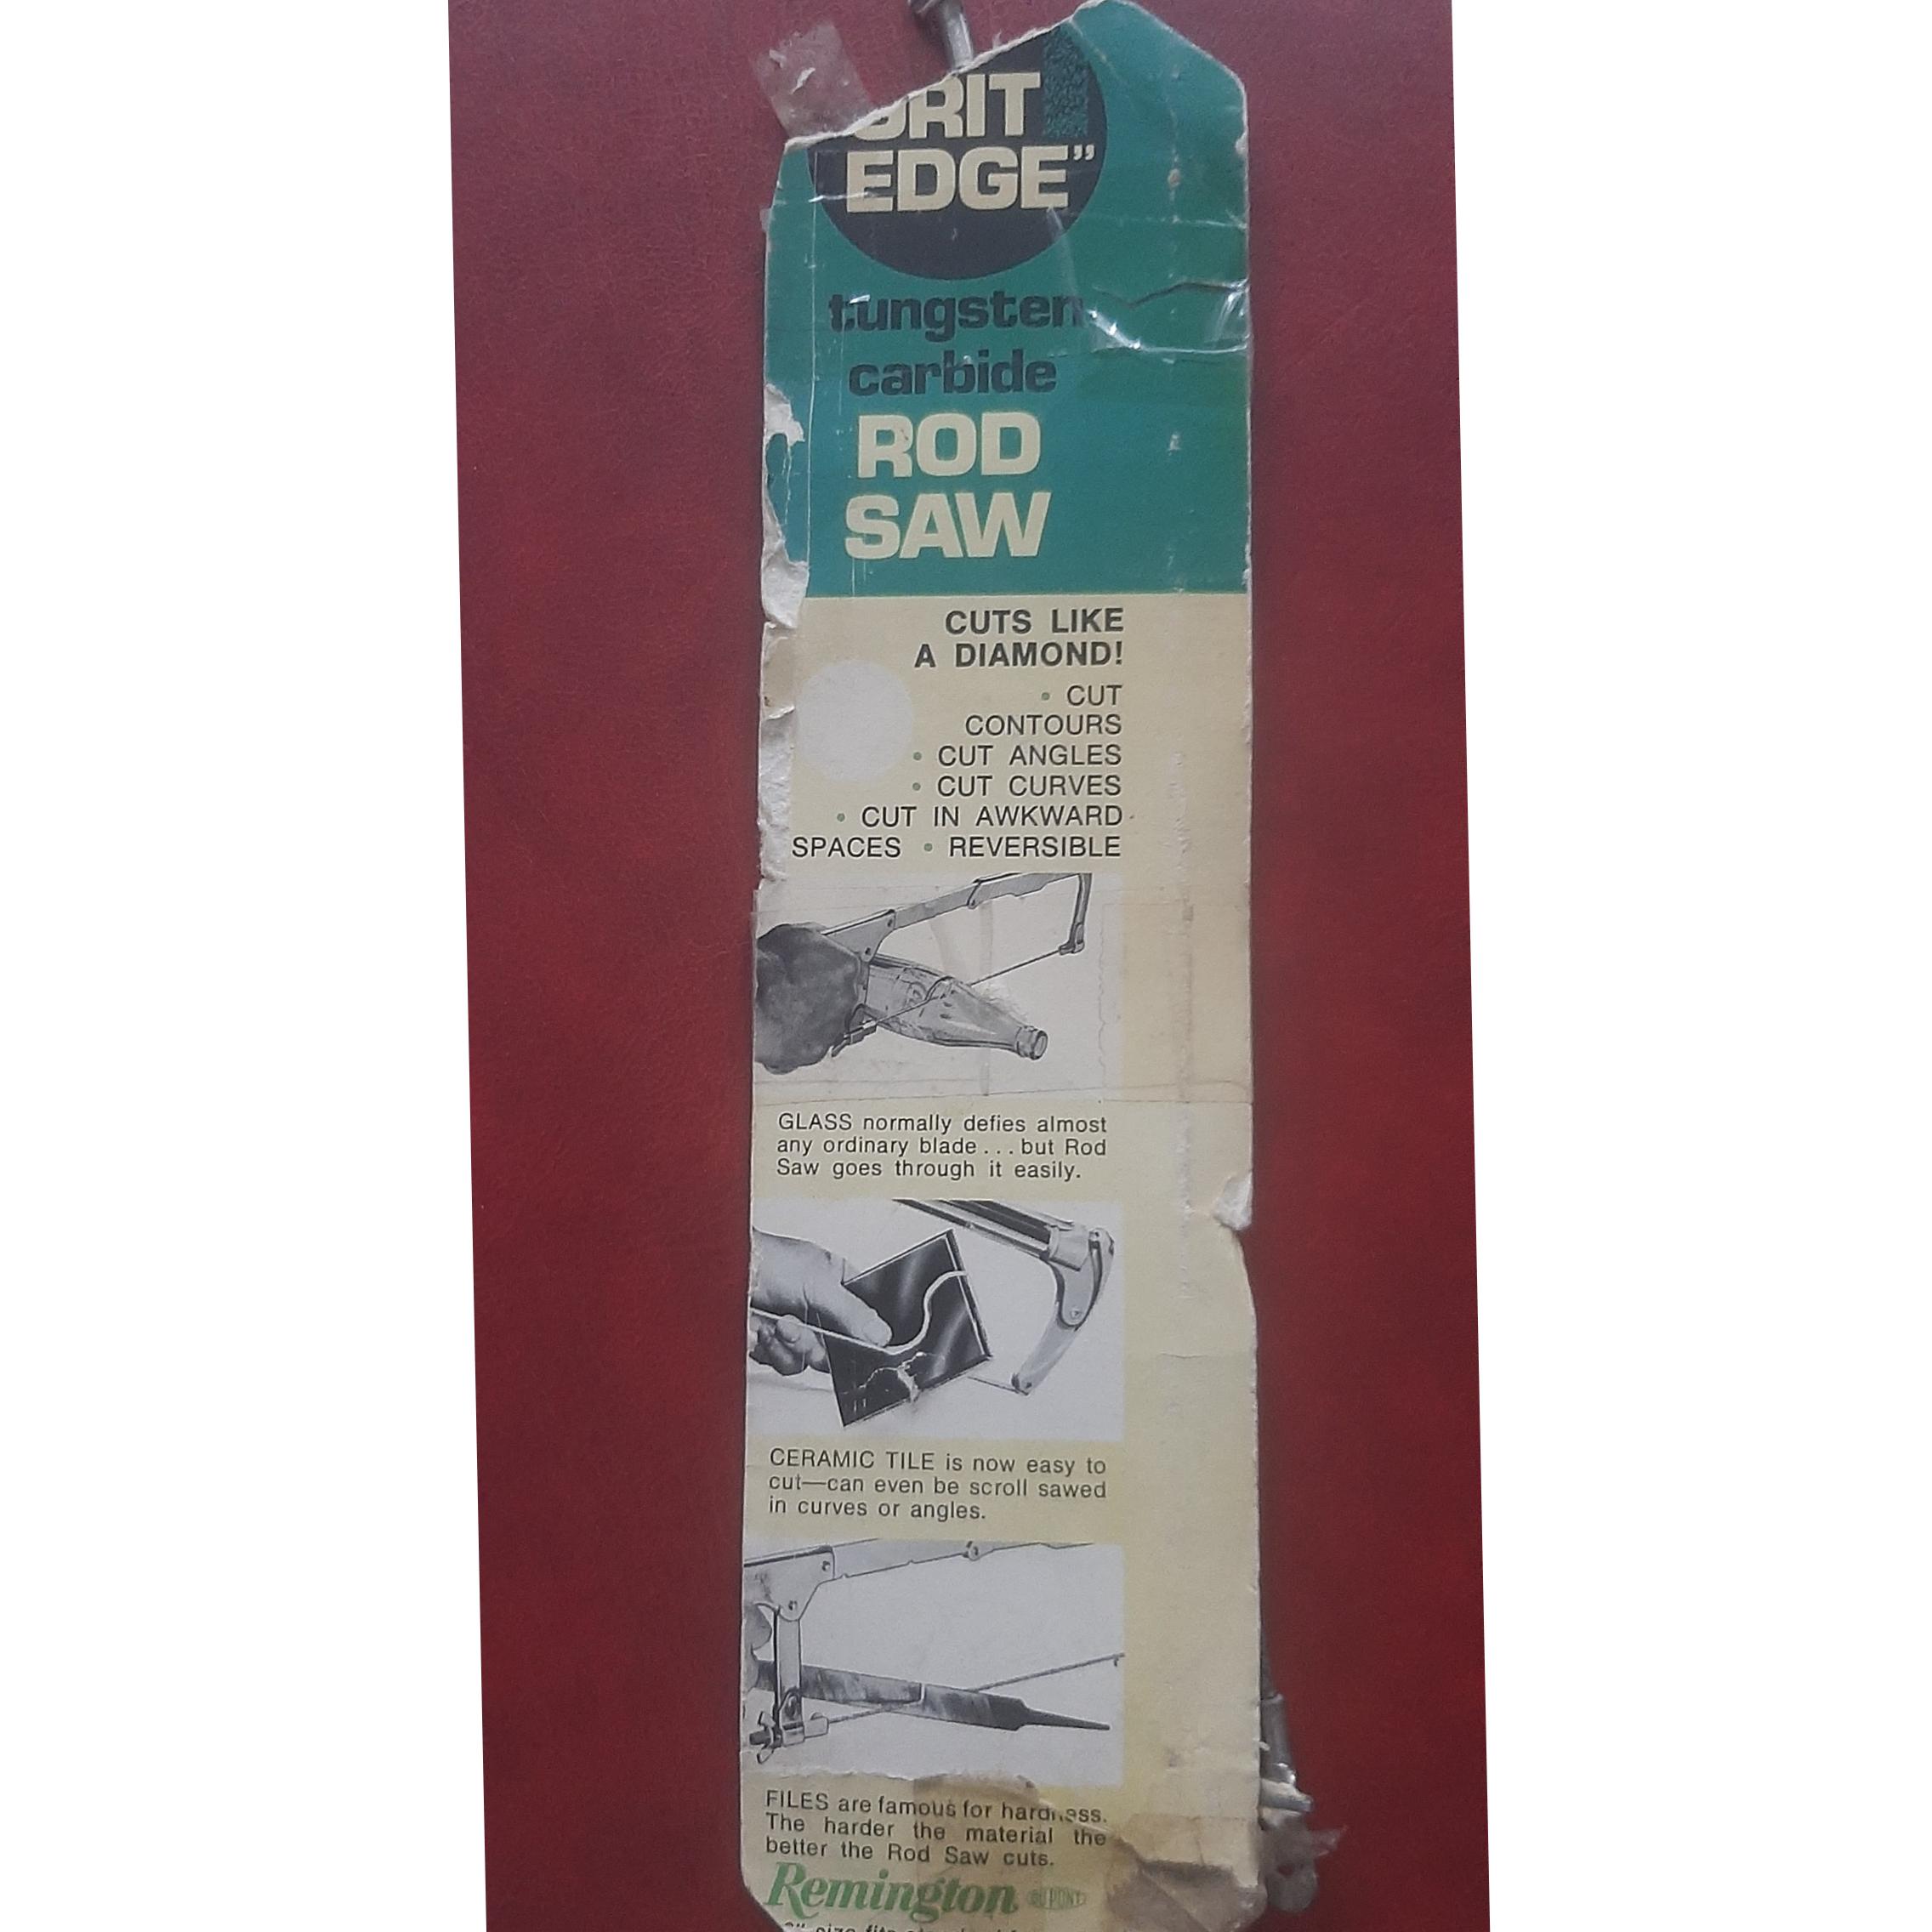 GRIT
EDGE”
tungsten
carbide
ROD
SAW
CUTS LIKE
A DIAMOND!
• CUT
CONTOURS
• CUT ANGLES
• CUT CURVES
• CUT IN AWKWARD
SPACES • REVERSIBLE
GLASS normally defies almost
any ordinary blade . . . but Rod
Saw goes through it easily.
CERAMIC TILE is now easy to
cut—can even be scroll sawed
in curves or angles.
FILES are famous for hardness.
The harder the material the
better the Rod Saw cuts.
Remington DUPONT
size fits